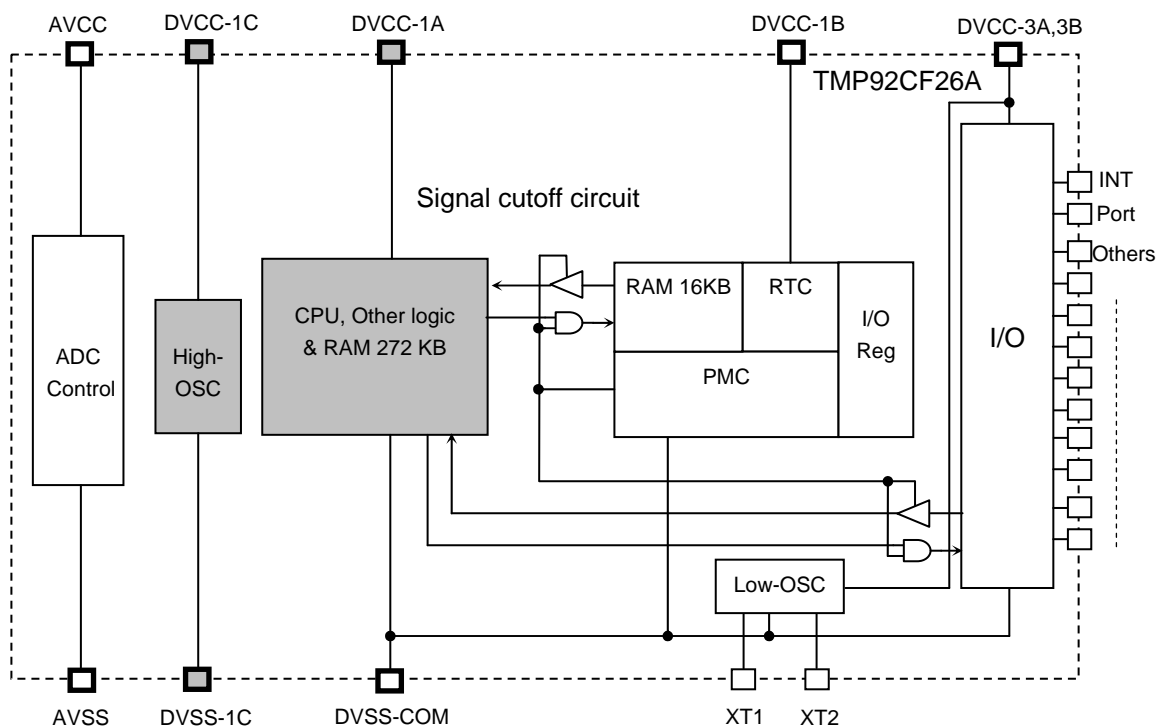 AVCC
DVCC-1C
DVCC-1A
DVCC-1B
DVCC-3A,3B
TMP92CF26A
Signal cutoff circuit
INT
Port
Others
ADC
Control
High-
OSC
CPU, Other logic
& RAM 272 KB
RAM 16KB
RTC
I/O
Reg
PMC
I/O
Low-OSC
AVSS
DVSS-1C
DVSS-COM
XT1
XT2